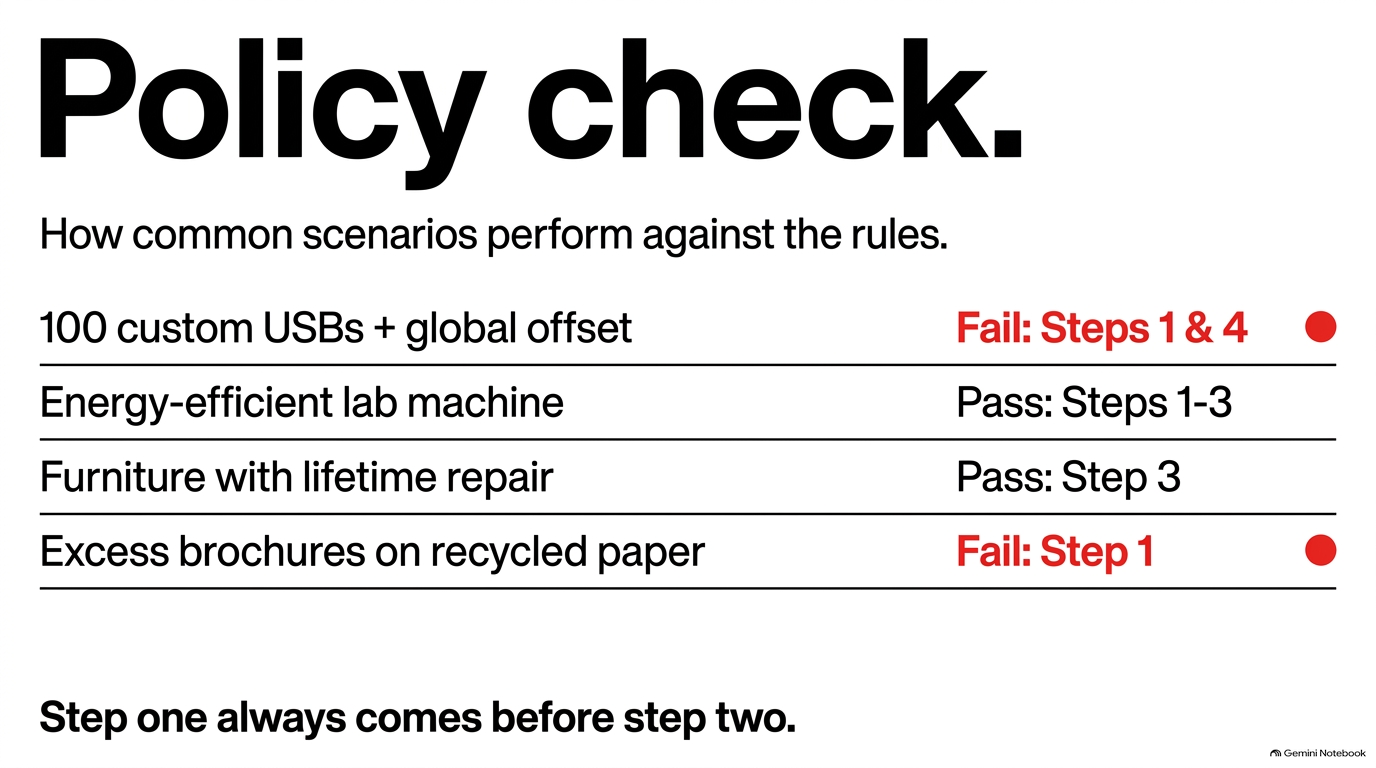 Policy check.
How common scenarios perform against the rules.
100 custom USBs + global offset Fail: Steps 1 & 4
Energy-efficient lab machine Pass: Steps 1-3
Furniture with lifetime repair Pass: Step 3
Excess brochures on recycled paper Fail: Step 1
Step one always comes before step two.
Gemini Notebook